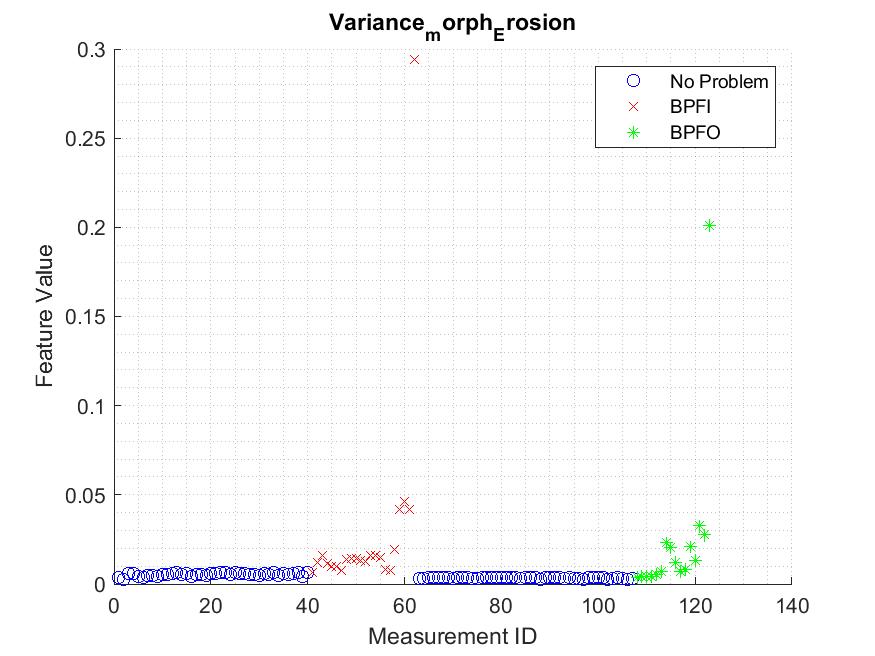 Variance_morph_Erosion
0.3
0.25
0.2
0.15
0.1
0.05
0
0 20 40 60 80 100 120 140
Feature Value
Measurement ID
No Problem
BPFI
BPFO